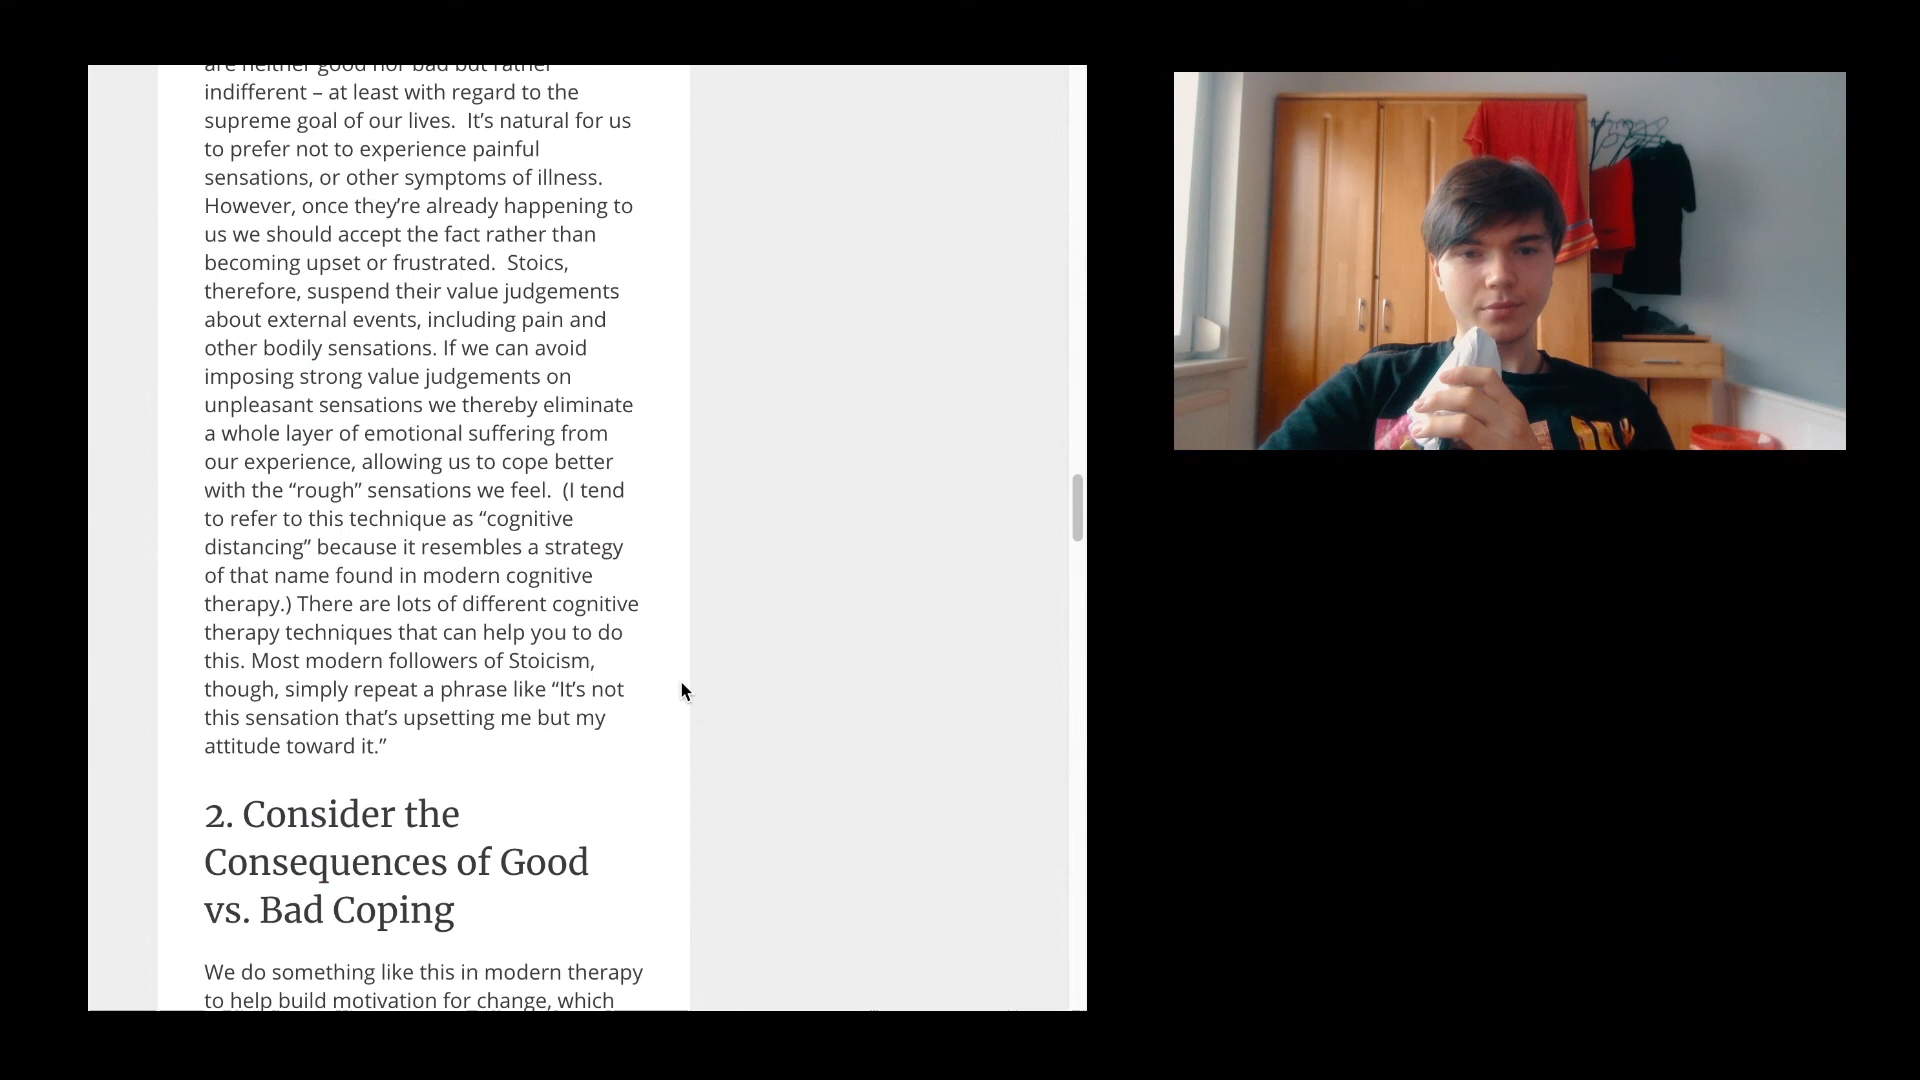 are neither good nor bad but rather
indifferent – at least with regard to the
supreme goal of our lives.  It’s natural for us
to prefer not to experience painful
sensations, or other symptoms of illness.
However, once they’re already happening to
us we should accept the fact rather than
becoming upset or frustrated.  Stoics,
therefore, suspend their value judgements
about external events, including pain and
other bodily sensations. If we can avoid
imposing strong value judgements on
unpleasant sensations we thereby eliminate
a whole layer of emotional suffering from
our experience, allowing us to cope better
with the “rough” sensations we feel.  (I tend
to refer to this technique as “cognitive
distancing” because it resembles a strategy
of that name found in modern cognitive
therapy.) There are lots of different cognitive
therapy techniques that can help you to do
this. Most modern followers of Stoicism,
though, simply repeat a phrase like “It’s not
this sensation that’s upsetting me but my
attitude toward it.”
2. Consider the
Consequences of Good
vs. Bad Coping
We do something like this in modern therapy
to help build motivation for change, which